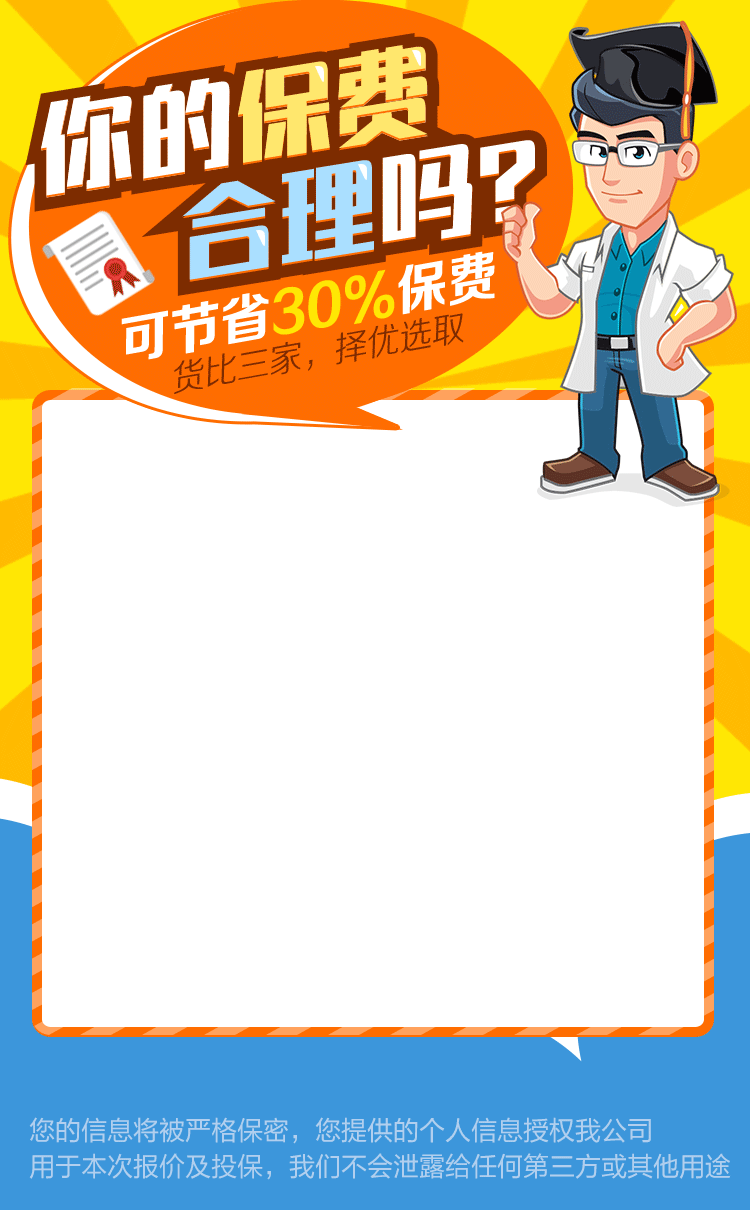 你的保费
合理吗?
可节省30%保费
货比三家，择优选取
您的信息将被严格保密，您提供的个人信息授权我公司
用于本次报价及投保，我们不会泄露给任何第三方或其他用途